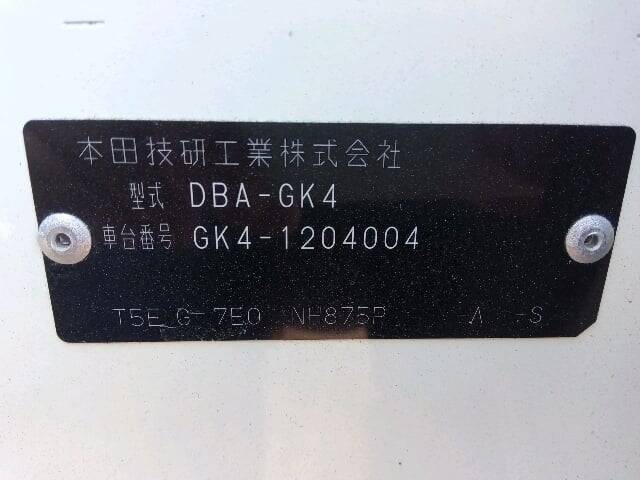 本田技研工業株式会社
型式 DBA-GK4
車台番号 GK4-1204004
T5E G-7E0 NH875P A -S